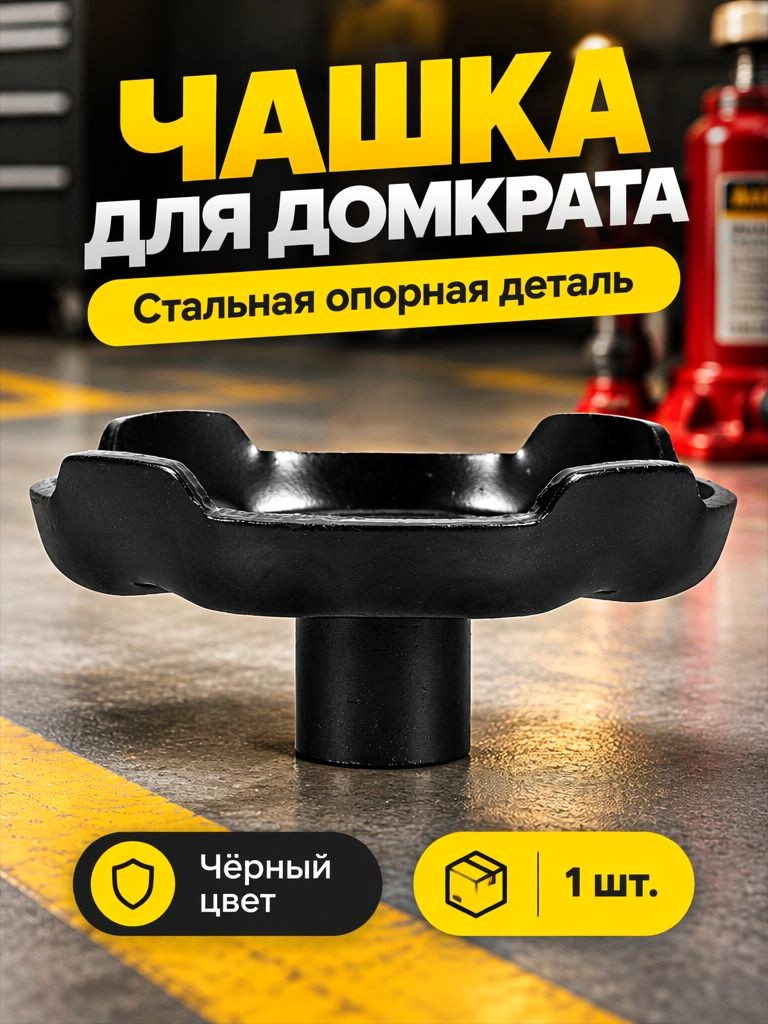 ЧАШКА
ДЛЯ ДОМКРАТА
Стальная опорная деталь
Чёрный
цвет
1 шт.